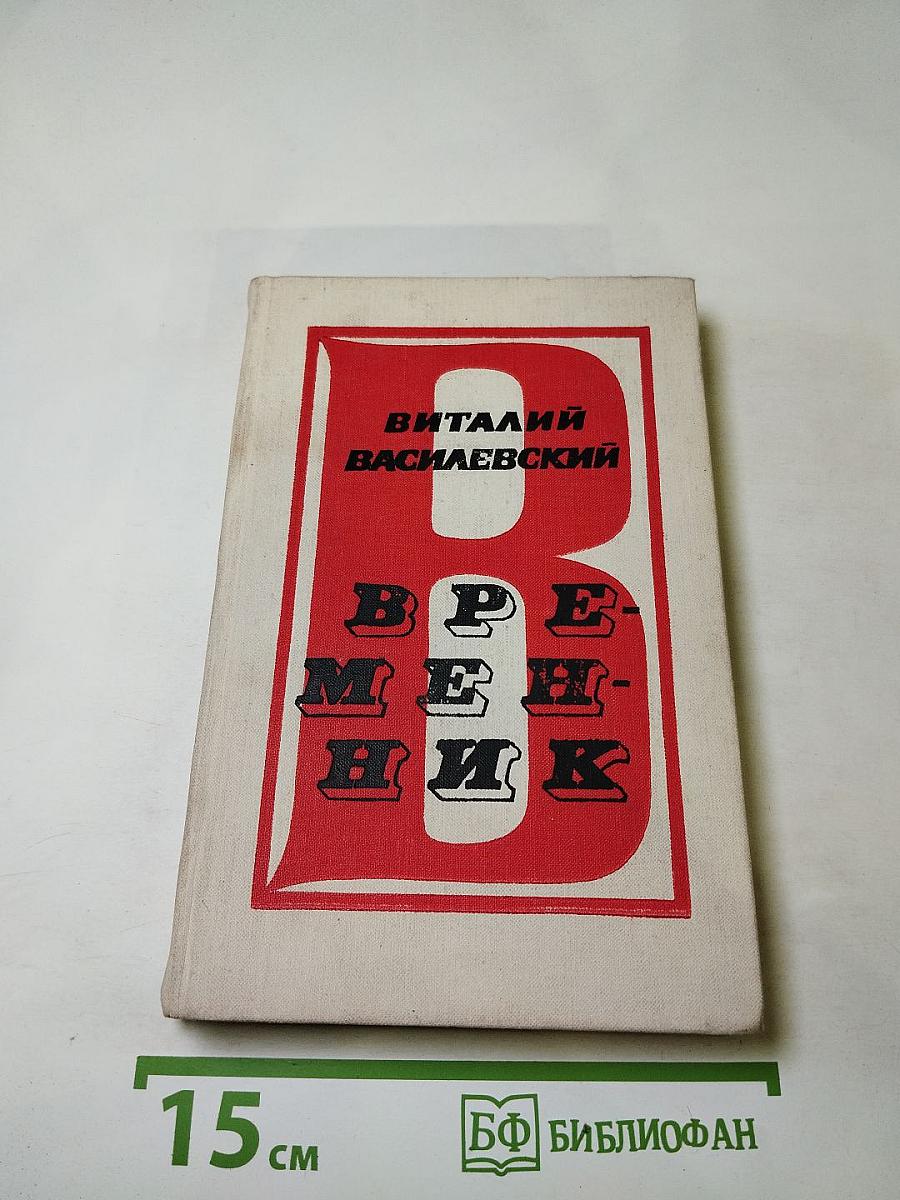 ВИТАЛИЙ
ВАСИЛЕВСКИЙ
ВРЕ-
МЕН-
НИК
15 см
БФ БИБЛИОФАН